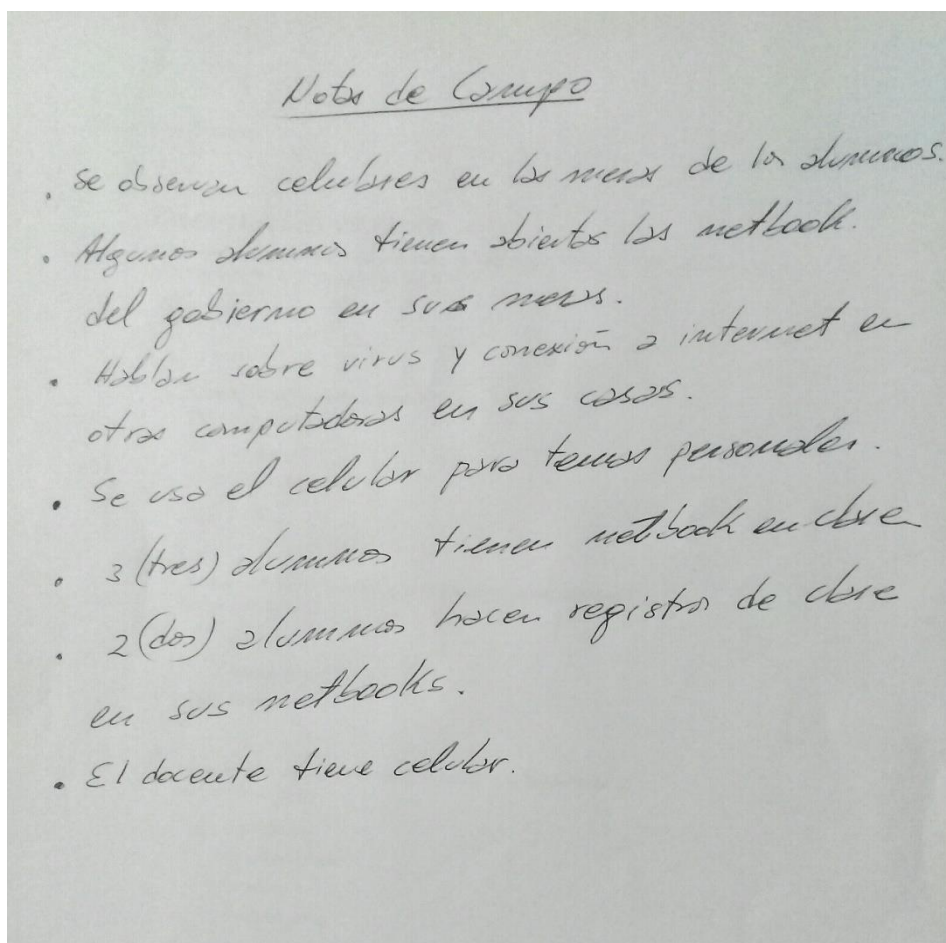 Notas de Campo
. Se observan celulares en las mesas de los alumnos.
. Algunos alumnos tienen abiertas las netbook.
del gobierno en sus mesas.
. Hablan sobre virus y conexión a internet en
otras computadoras en sus casas.
. Se usa el celular para temas personales.
. 3 (tres) alumnos tienen netbook en clase
. 2 (dos) alumnos hacen registros de clase
en sus netbooks.
. El docente tiene celular.